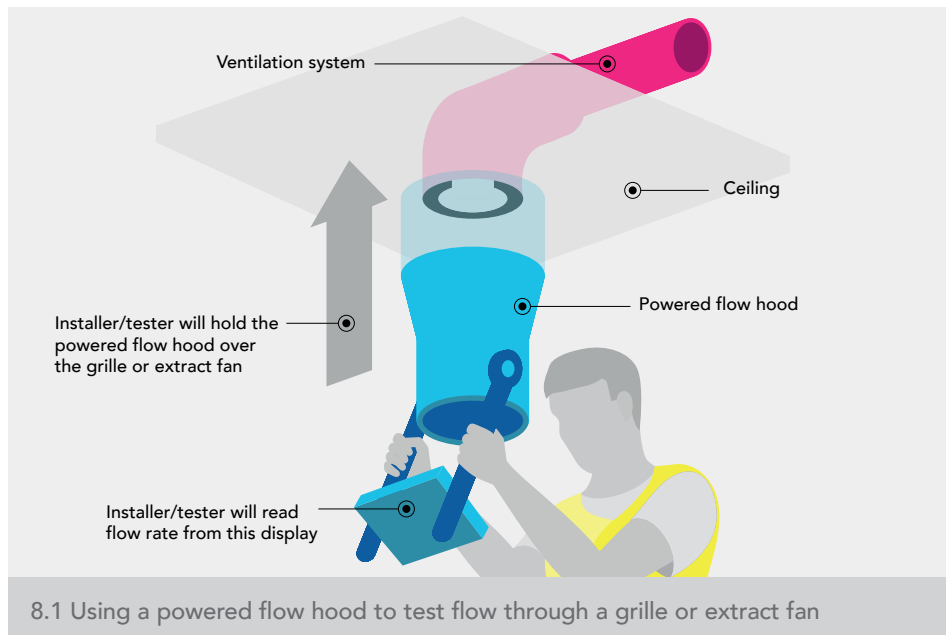 Ventilation system
Ceiling
Powered flow hood
Installer/tester will hold the
powered flow hood over
the grille or extract fan
Installer/tester will read
flow rate from this display
8.1 Using a powered flow hood to test flow through a grille or extract fan